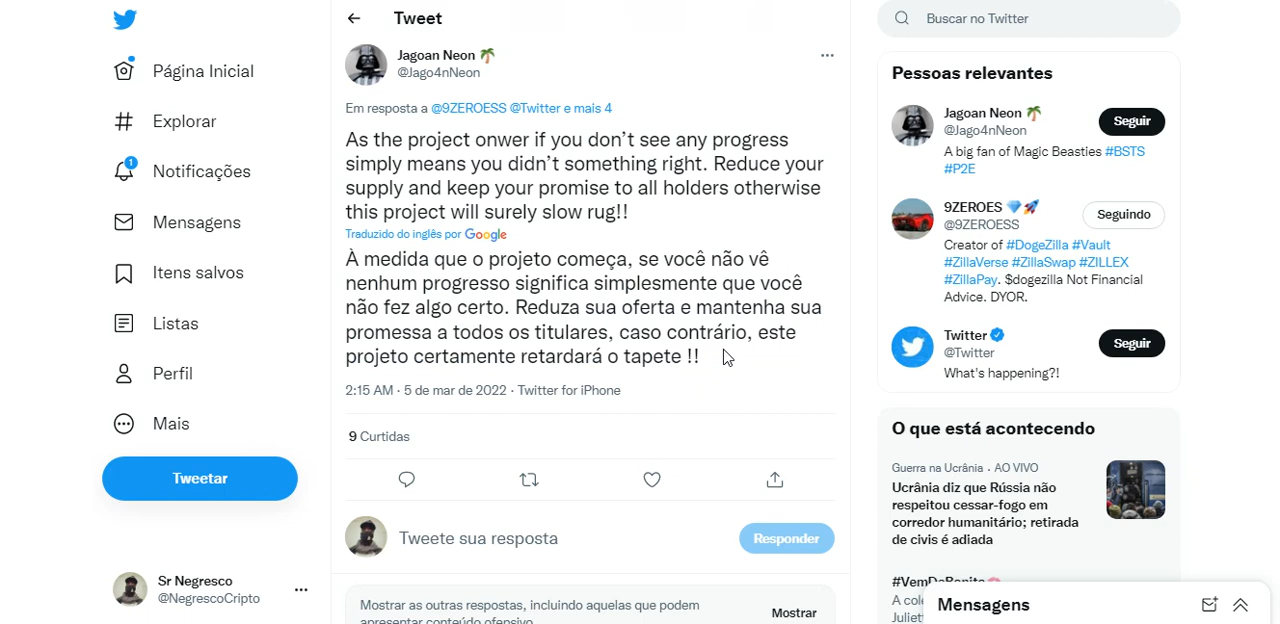 Página Inicial
Explorar
1
Notificações
Mensagens
Itens salvos
Listas
Perfil
Mais
Tweetar
Sr Negresco
@NegrescoCripto
Tweet
Jagoan Neon
@Jago4nNeon
Em resposta a @9ZEROESS @Twitter e mais 4
As the project onwer if you don’t see any progress
simply means you didn’t something right. Reduce your
supply and keep your promise to all holders otherwise
this project will surely slow rug!!
Traduzido do inglês por Google
À medida que o projeto começa, se você não vê
nenhum progresso significa simplesmente que você
não fez algo certo. Reduza sua oferta e mantenha sua
promessa a todos os titulares, caso contrário, este
projeto certamente retardará o tapete !!
2:15 AM · 5 de mar de 2022 · Twitter for iPhone
9 Curtidas
Tweete sua resposta
Responder
Mostrar as outras respostas, incluindo aquelas que podem
apresentar conteúdo ofensivo
Mostrar
Buscar no Twitter
Pessoas relevantes
Jagoan Neon
@Jago4nNeon
Seguir
A big fan of Magic Beasties #BSTS
#P2E
9ZEROES
@9ZEROESS
Seguindo
Creator of #DogeZilla #Vault
#ZillaVerse #ZillaSwap #ZILLEX
#ZillaPay. $dogezilla Not Financial
Advice. DYOR.
Twitter
@Twitter
Seguir
What's happening?!
O que está acontecendo
Guerra na Ucrânia · AO VIVO
Ucrânia diz que Rússia não
respeitou cessar-fogo em
corredor humanitário; retirada
de civis é adiada
#VemDeBonito
A
Mensagens